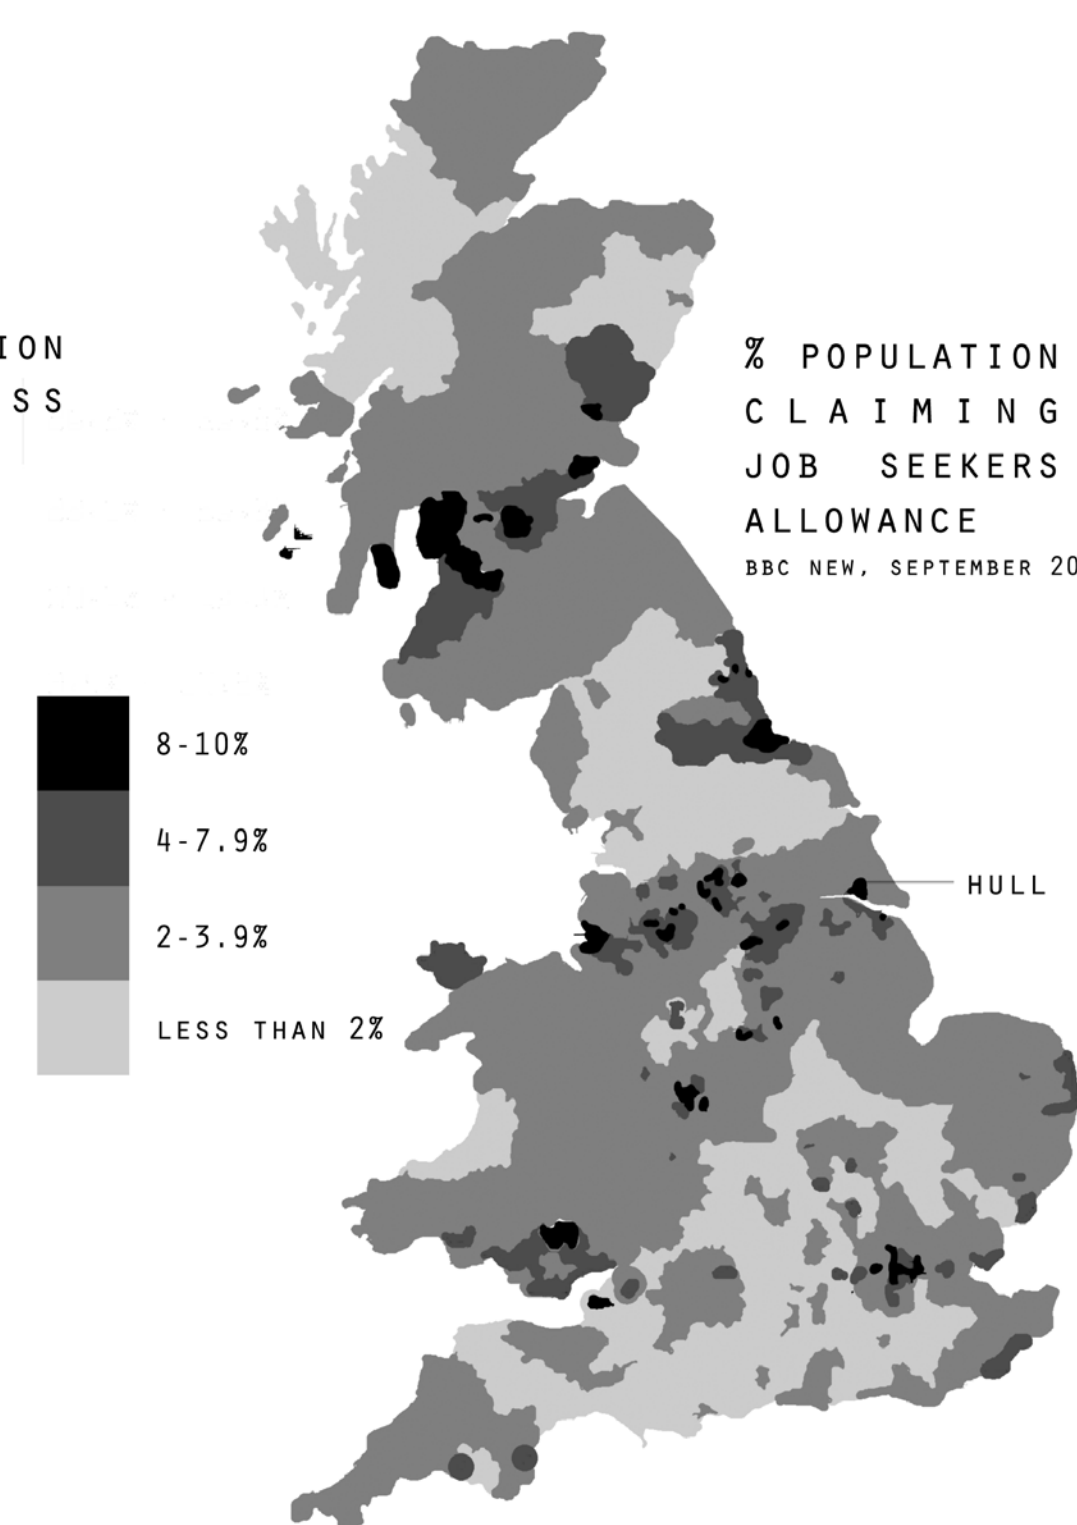 ION
SS
% POPULATION
CLAIMING
JOB SEEKERS
ALLOWANCE
BBC NEW, SEPTEMBER 20
8-10%
4-7.9%
2-3.9%
LESS THAN 2%
HULL